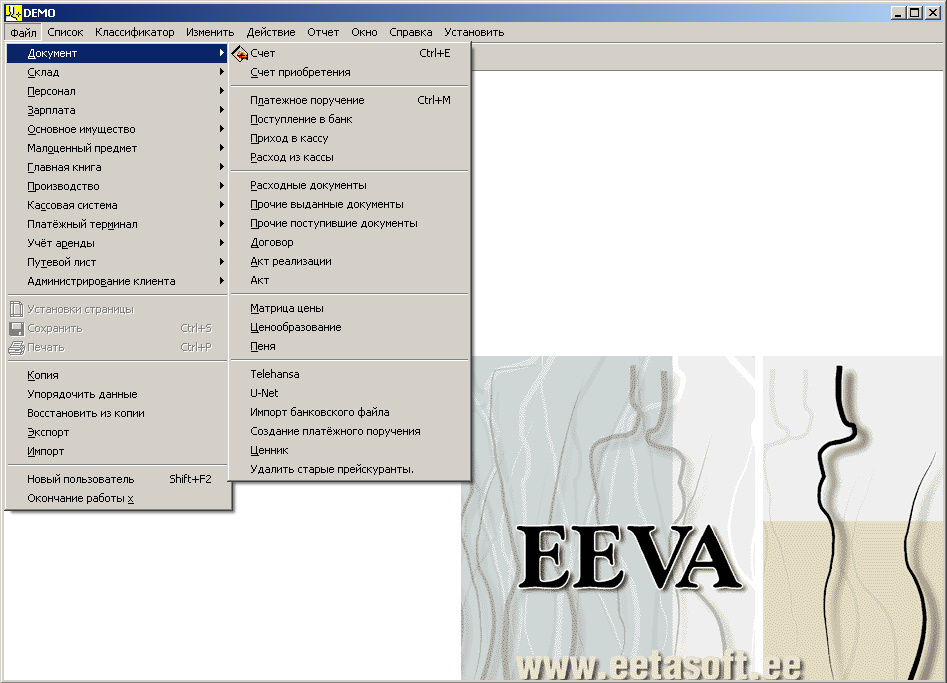 DEMO
Файл Список Классификатор Изменить Действие Отчет Окно Справка Установить
Документ
Склад
Персонал
Зарплата
Основное имущество
Малоценный предмет
Главная книга
Производство
Кассовая система
Платёжный терминал
Учёт аренды
Путевой лист
Администрирование клиента
Установки страницы
Сохранить Ctrl+S
Печать Ctrl+P
Копия
Упорядочить данные
Восстановить из копии
Экспорт
Импорт
Новый пользователь Shift+F2
Окончание работы x
Счет Ctrl+E
Счет приобретения
Платежное поручение Ctrl+M
Поступление в банк
Приход в кассу
Расход из кассы
Расходные документы
Прочие выданные документы
Прочие поступившие документы
Договор
Акт реализации
Акт
Матрица цены
Ценообразование
Пеня
Telehansa
U-Net
Импорт банковского файла
Создание платёжного поручения
Ценник
Удалить старые прейскуранты.
EEVA
www.eetasoft.ee